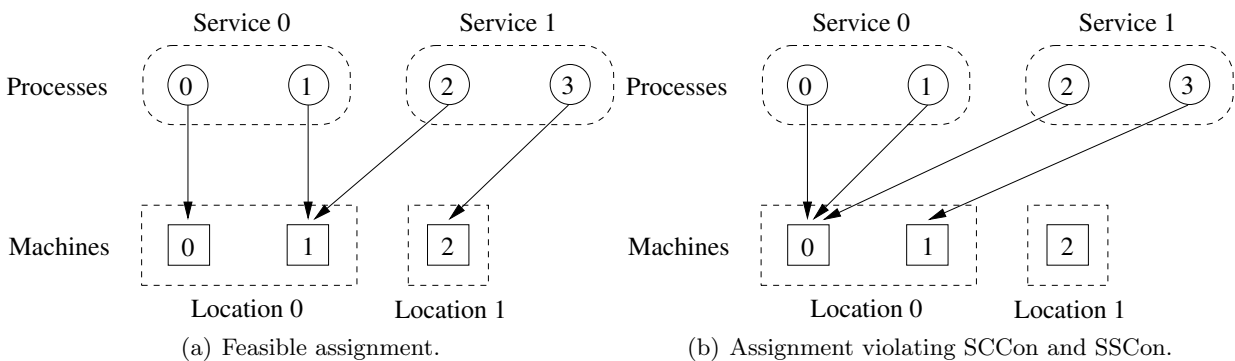 Service 0 Service 1 Service 0 Service 1
Processes 0 1 2 3 Processes 0 1 2 3
Machines 0 1 2 Machines 0 1 2
Location 0 Location 1 Location 0 Location 1
(a) Feasible assignment. (b) Assignment violating SCCon and SSCon.